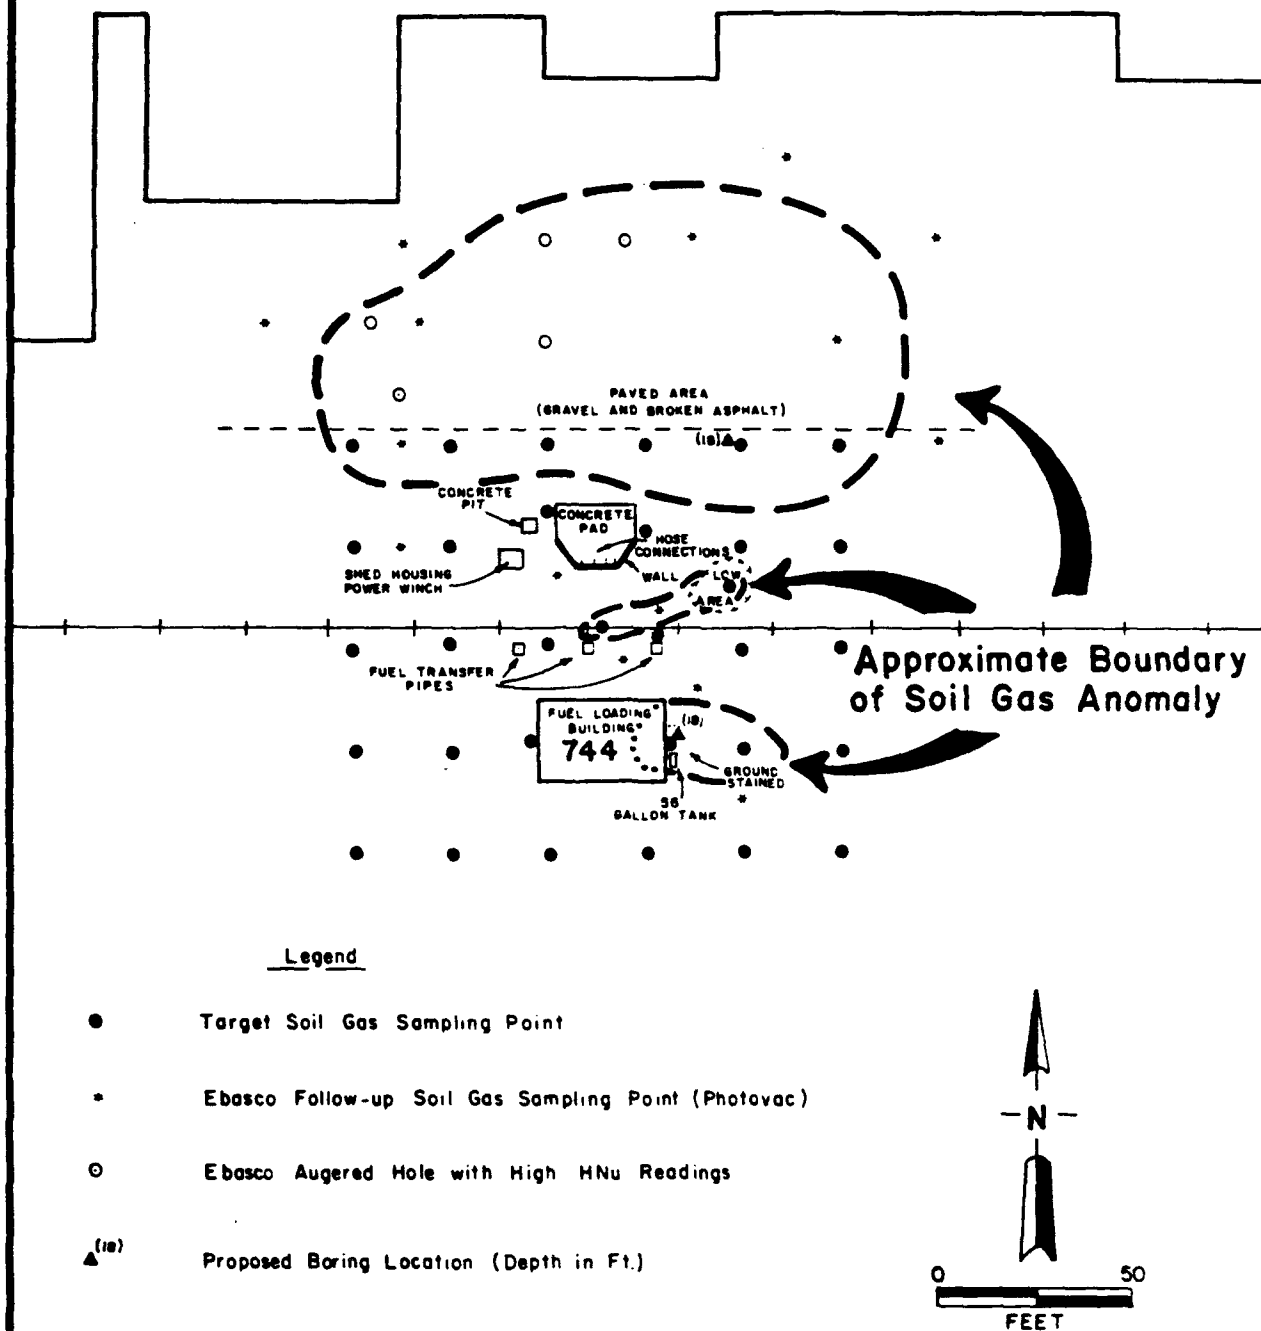 PAVED AREA
(GRAVEL AND BROKEN ASPHALT)
(18)
CONCRETE
PIT
CONCRETE
PAD
HOSE
CONNECTIONS
WALL
LOW
AREA
SHED HOUSING
POWER WINCH
FUEL TRANSFER
PIPES
Approximate Boundary
of Soil Gas Anomaly
FUEL LOADING
BUILDING
744
(18)
GROUND
STAINED
56
GALLON TANK
Legend
Target Soil Gas Sampling Point
Ebasco Follow-up Soil Gas Sampling Point (Photovac)
Ebasco Augered Hole with High HNu Readings
(18)
Proposed Boring Location (Depth in Ft.)
N
0 50
FEET